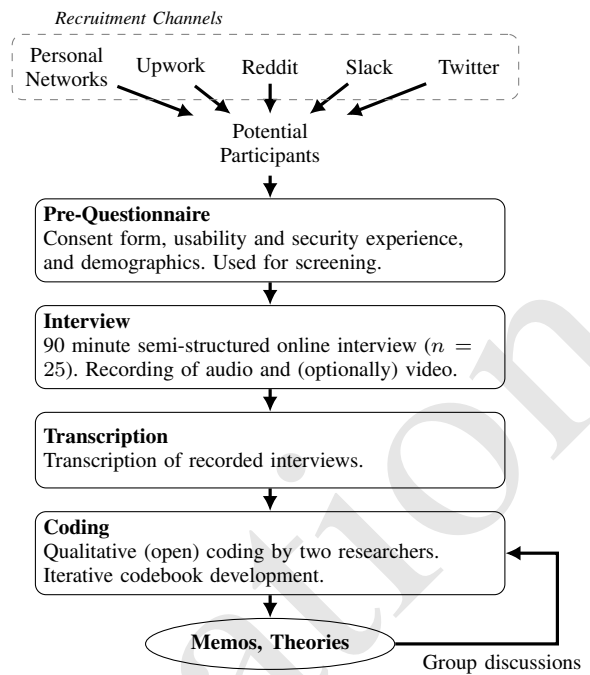 Recruitment Channels
Personal
Networks
Upwork
Reddit
Slack
Twitter
Potential
Participants
Pre-Questionnaire
Consent form, usability and security experience,
and demographics. Used for screening.
Interview
90 minute semi-structured online interview (n =
25). Recording of audio and (optionally) video.
Transcription
Transcription of recorded interviews.
Coding
Qualitative (open) coding by two researchers.
Iterative codebook development.
Memos, Theories
Group discussions